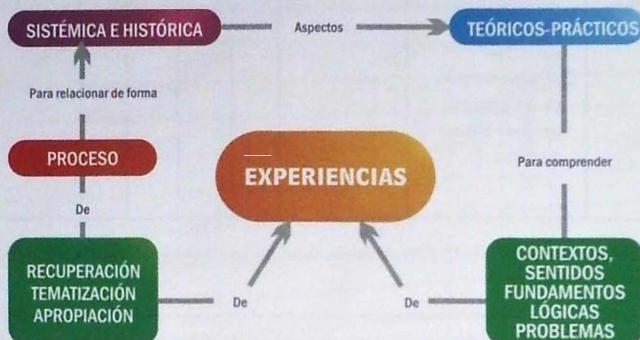 SISTÉMICA E HISTÓRICA
Aspectos
TEÓRICOS-PRÁCTICOS
Para relacionar de forma
PROCESO
EXPERIENCIAS
Para comprender
De
RECUPERACIÓN
TEMATIZACIÓN
APROPIACIÓN
De
De
CONTEXTOS,
SENTIDOS
FUNDAMENTOS
LÓGICAS
PROBLEMAS